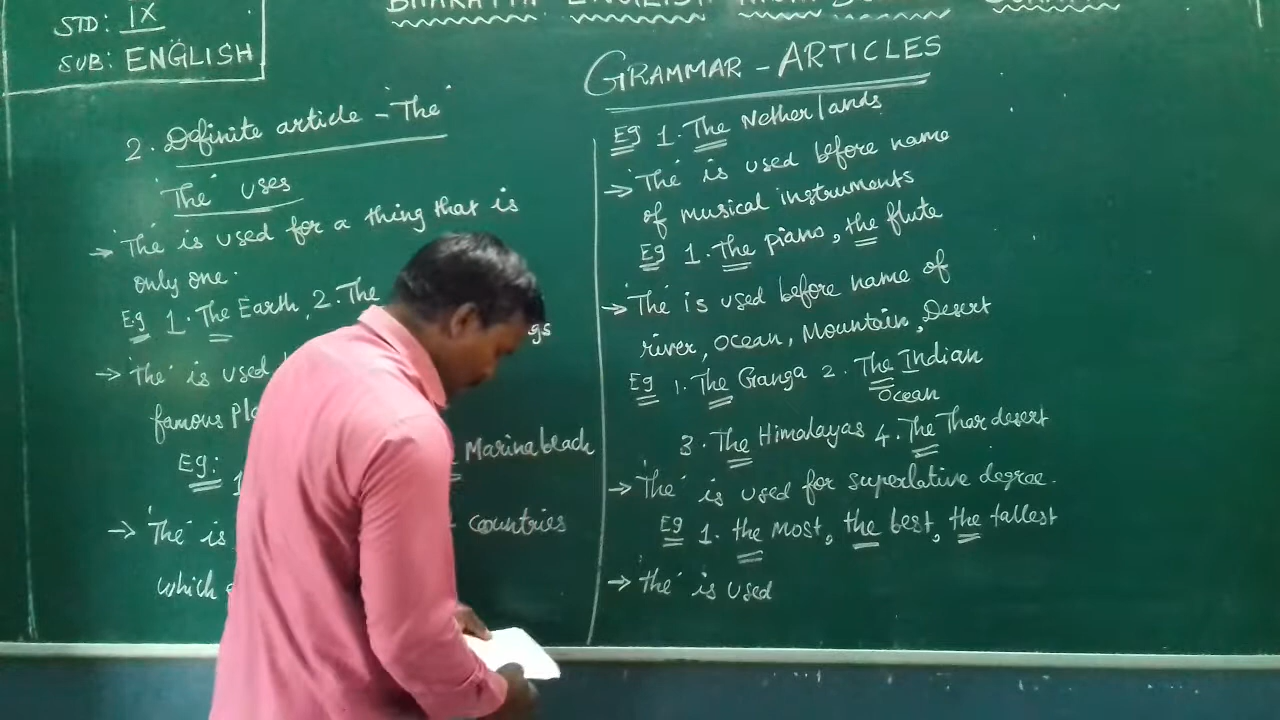 STD: IX
SUB: ENGLISH
GRAMMAR - ARTICLES
2. Definite article - 'The'
'The' uses
→ 'The' is used for a thing that is
only one.
Eg 1. The Earth, 2. The
→ 'The' is used
famous
Eg: 1
Marina beach
→ 'The' is
countries
which
Eg 1. The Netherlands
→ 'The' is used before name
of musical instruments
Eg 1. The piano, the flute
→ 'The' is used before name of
river, ocean, Mountain, Desert
Eg 1. The Ganga 2. The Indian
Ocean
3. The Himalayas 4. The Thar desert
→ 'The' is used for superlative degree.
Eg 1. the most, the best, the tallest
→ 'the' is used